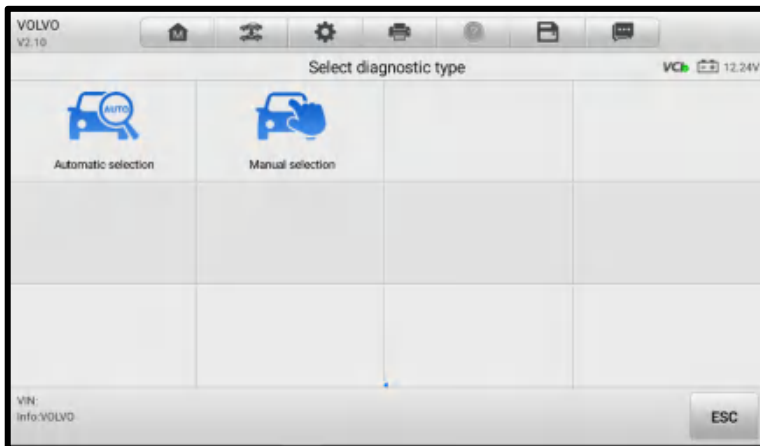 VOLVO
V2.10
M
Select diagnostic type
VCI 12.24V
AUTO
Automatic selection
Manual selection
VIN:
Info:VOLVO
ESC